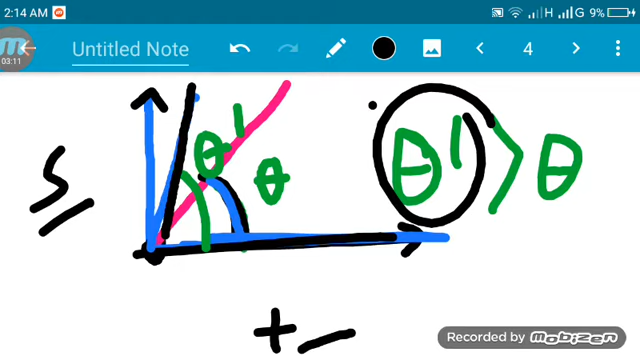 2:14 AM H G 9%
03:11 Untitled Note 4
θ'
θ
θ' > θ
S
Recorded by mobizen